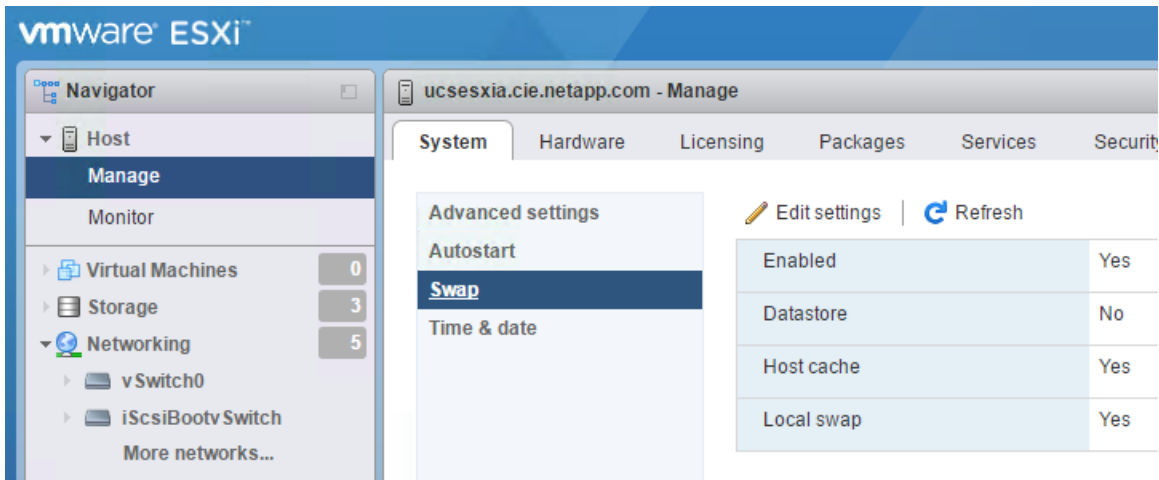 vmware® ESXi™
Navigator
Host
Manage
Monitor
Virtual Machines 0
Storage 3
Networking 5
vSwitch0
iScsiBootvSwitch
More networks...
ucsesxia.cie.netapp.com - Manage
System Hardware Licensing Packages Services Security
Advanced settings
Autostart
Swap
Time & date
Edit settings | Refresh
Enabled Yes
Datastore No
Host cache Yes
Local swap Yes